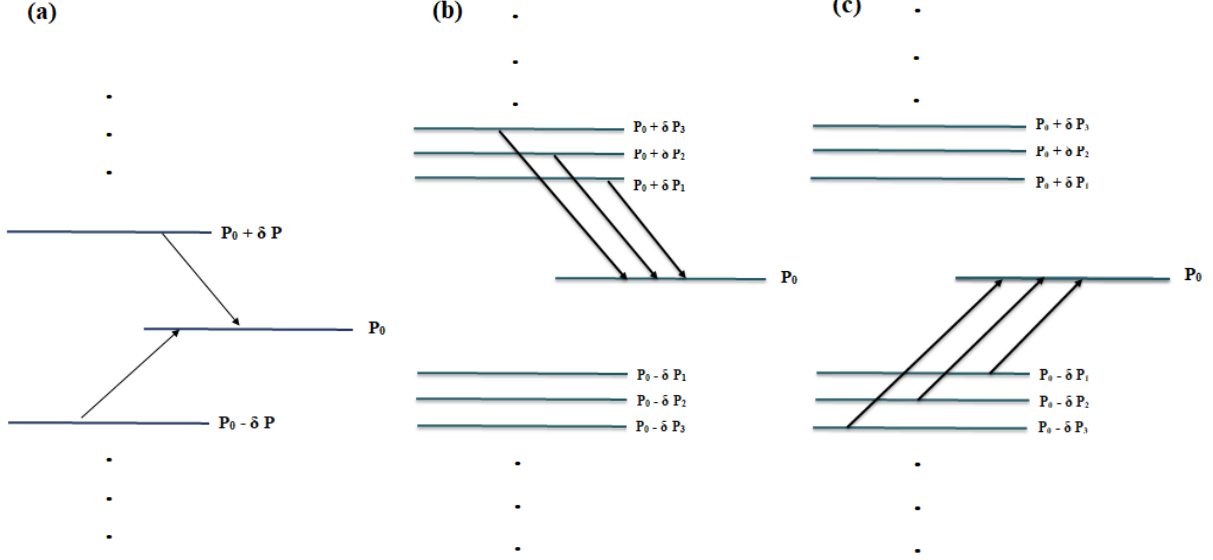 (a)
P₀ + δ P
P₀
P₀ - δ P
(b)
P₀ + δ P₃
P₀ + δ P₂
P₀ + δ P₁
P₀
P₀ - δ P₁
P₀ - δ P₂
P₀ - δ P₃
(c)
P₀ + δ P₃
P₀ + δ P₂
P₀ + δ P₁
P₀
P₀ - δ P₁
P₀ - δ P₂
P₀ - δ P₃